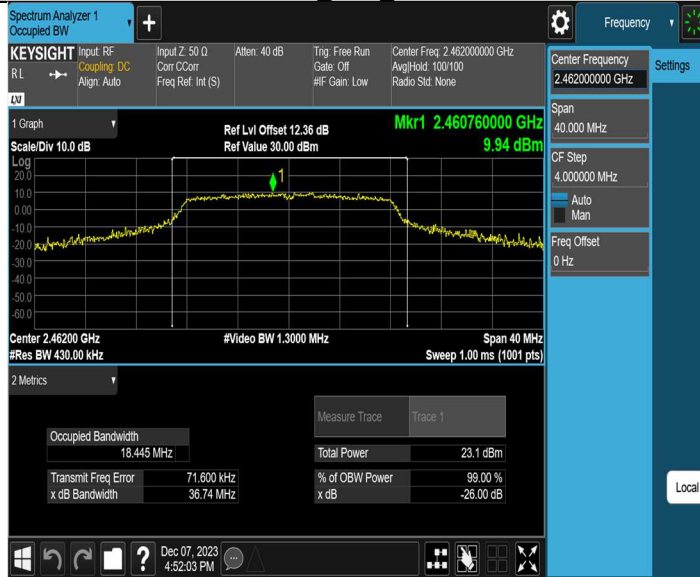 Spectrum Analyzer 1
Occupied BW
▼
+
Frequency
▼
KEYSIGHT
Input: RF
Input Z: 50 Ω
Atten: 40 dB
Trig: Free Run
Center Freq: 2.462000000 GHz
RL
Coupling: DC
Corr CCorr
Gate: Off
Avg|Hold: 100/100
Align: Auto
Freq Ref: Int (S)
#IF Gain: Low
Radio Std: None
LXI
Center Frequency
2.462000000 GHz
Settings
Span
40.000 MHz
CF Step
4.000000 MHz
Auto
Man
Freq Offset
0 Hz
Local
1 Graph
▼
Ref Lvl Offset 12.36 dB
Mkr1 2.460760000 GHz
Scale/Div 10.0 dB
Ref Value 30.00 dBm
9.94 dBm
Log
20.0
10.0
0.00
-10.0
-20.0
-30.0
-40.0
-50.0
-60.0
1
Center 2.46200 GHz
#Video BW 1.3000 MHz
Span 40 MHz
#Res BW 430.00 kHz
Sweep 1.00 ms (1001 pts)
2 Metrics
▼
Measure Trace
Trace 1
Occupied Bandwidth
18.445 MHz
Total Power
23.1 dBm
Transmit Freq Error
71.600 kHz
% of OBW Power
99.00 %
x dB Bandwidth
36.74 MHz
x dB
-26.00 dB
?
Dec 07, 2023
4:52:03 PM